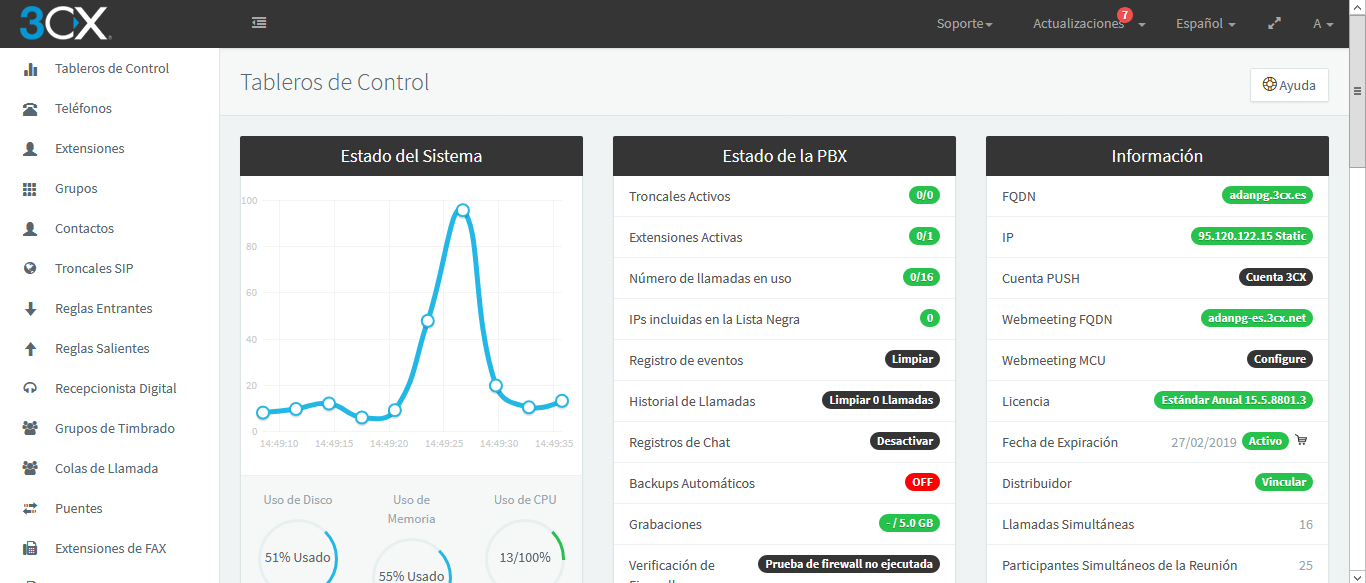 3CX
Soporte
Actualizaciones 7
Español
A
Tableros de Control
Teléfonos
Extensiones
Grupos
Contactos
Troncales SIP
Reglas Entrantes
Reglas Salientes
Recepcionista Digital
Grupos de Timbrado
Colas de Llamada
Puentes
Extensiones de FAX
Tableros de Control
Ayuda
Estado del Sistema
100
80
60
40
20
0
14:49:10 14:49:15 14:49:20 14:49:25 14:49:30 14:49:35
Uso de Disco
51% Usado
Uso de
Memoria
55% Usado
Uso de CPU
13/100%
Estado de la PBX
Troncales Activos 0/0
Extensiones Activas 0/1
Número de llamadas en uso 0/16
IPs incluidas en la Lista Negra 0
Registro de eventos Limpiar
Historial de Llamadas Limpiar 0 Llamadas
Registros de Chat Desactivar
Backups Automáticos OFF
Grabaciones - / 5.0 GB
Verificación de Prueba de firewall no ejecutada
Información
FQDN adanpg.3cx.es
IP 95.120.122.15 Static
Cuenta PUSH Cuenta 3CX
Webmeeting FQDN adanpg-es.3cx.net
Webmeeting MCU Configure
Licencia Estándar Anual 15.5.8801.3
Fecha de Expiración 27/02/2019 Activo
Distribuidor Vincular
Llamadas Simultáneas 16
Participantes Simultáneos de la Reunión 25